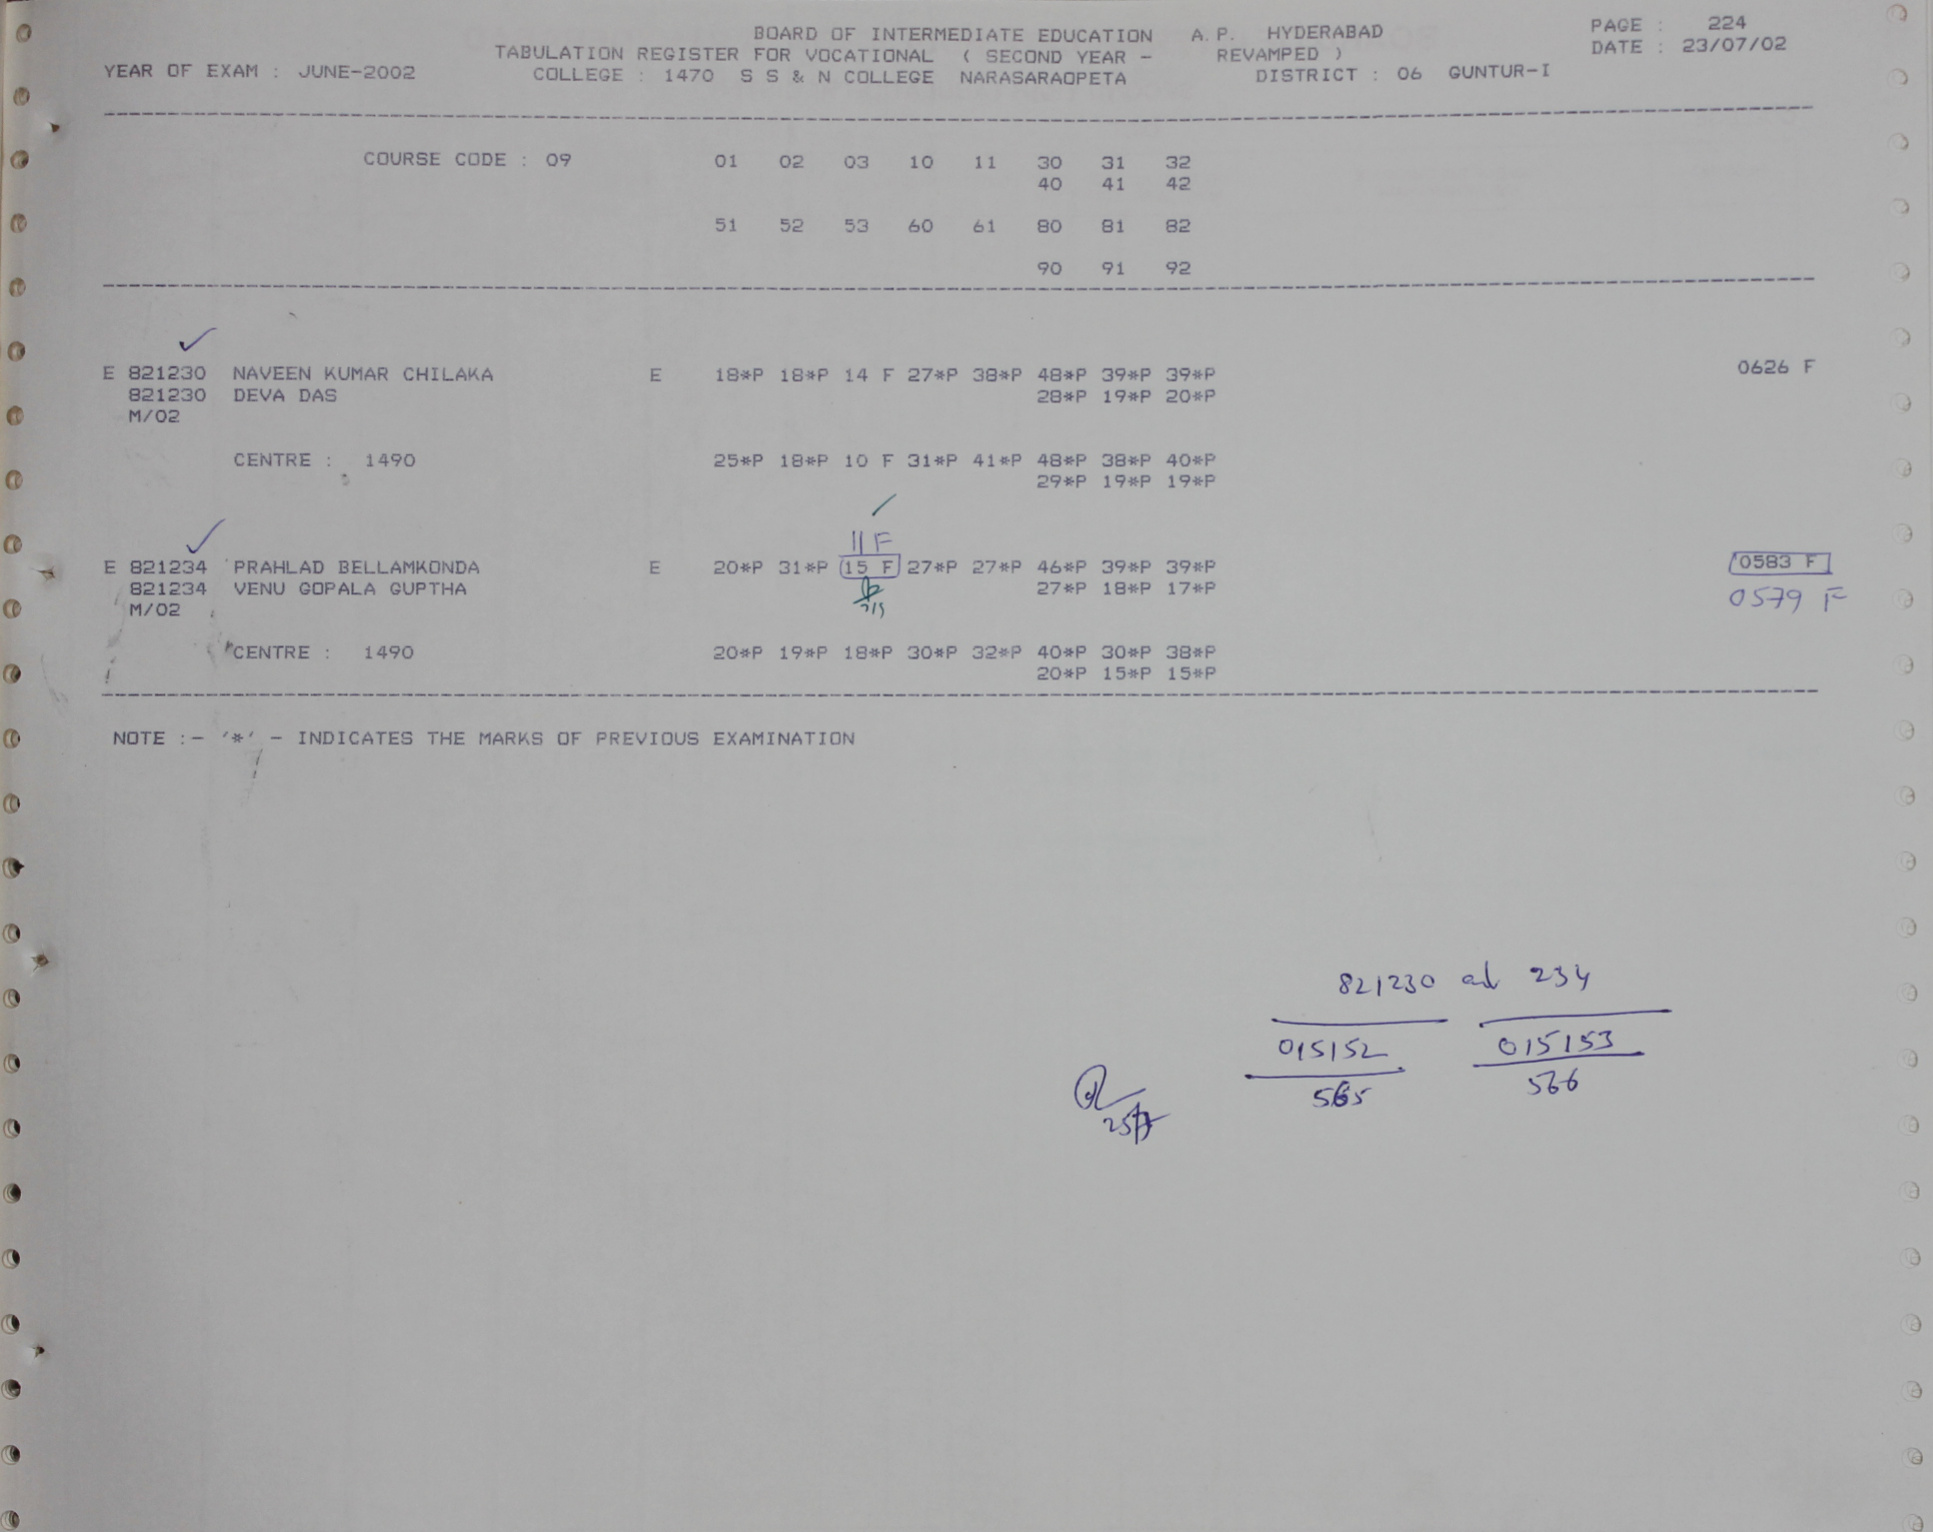 BOARD OF INTERMEDIATE EDUCATION A.P. HYDERABAD PAGE : 224
TABULATION REGISTER FOR VOCATIONAL ( SECOND YEAR - REVAMPED ) DATE : 23/07/02
YEAR OF EXAM : JUNE-2002 COLLEGE : 1470 S S & N COLLEGE NARASARAOPETA DISTRICT : 06 GUNTUR-I
COURSE CODE : 09 01 02 03 10 11 30 31 32
40 41 42
51 52 53 60 61 80 81 82
90 91 92
E 821230 NAVEEN KUMAR CHILAKA E 18*P 18*P 14 F 27*P 38*P 48*P 39*P 39*P 0626 F
821230 DEVA DAS 28*P 19*P 20*P
M/02
CENTRE : 1490 25*P 18*P 10 F 31*P 41*P 48*P 38*P 40*P
29*P 19*P 19*P
11 F
E 821234 PRAHLAD BELLAMKONDA E 20*P 31*P 15 F 27*P 27*P 46*P 39*P 39*P 0583 F
821234 VENU GOPALA GUPTHA 27*P 18*P 17*P 0579 F
M/02
CENTRE : 1490 20*P 19*P 18*P 30*P 32*P 40*P 30*P 38*P
20*P 15*P 15*P
NOTE :- '*' - INDICATES THE MARKS OF PREVIOUS EXAMINATION
821230 ad 234
015152 015153
565 566